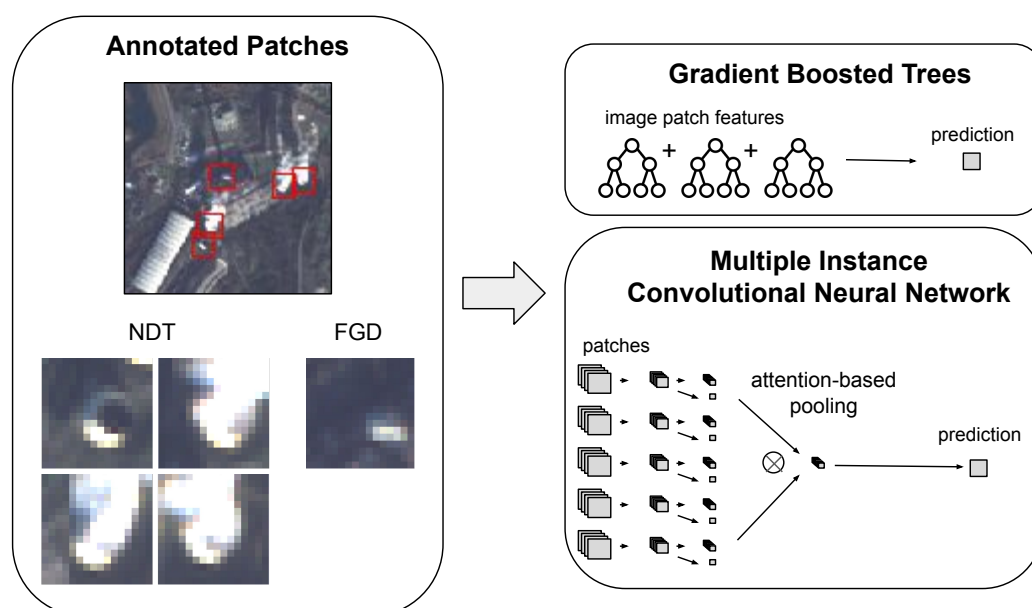 Annotated Patches
NDT
FGD
Gradient Boosted Trees
image patch features
+ +
prediction
Multiple Instance
Convolutional Neural Network
patches
attention-based
pooling
prediction